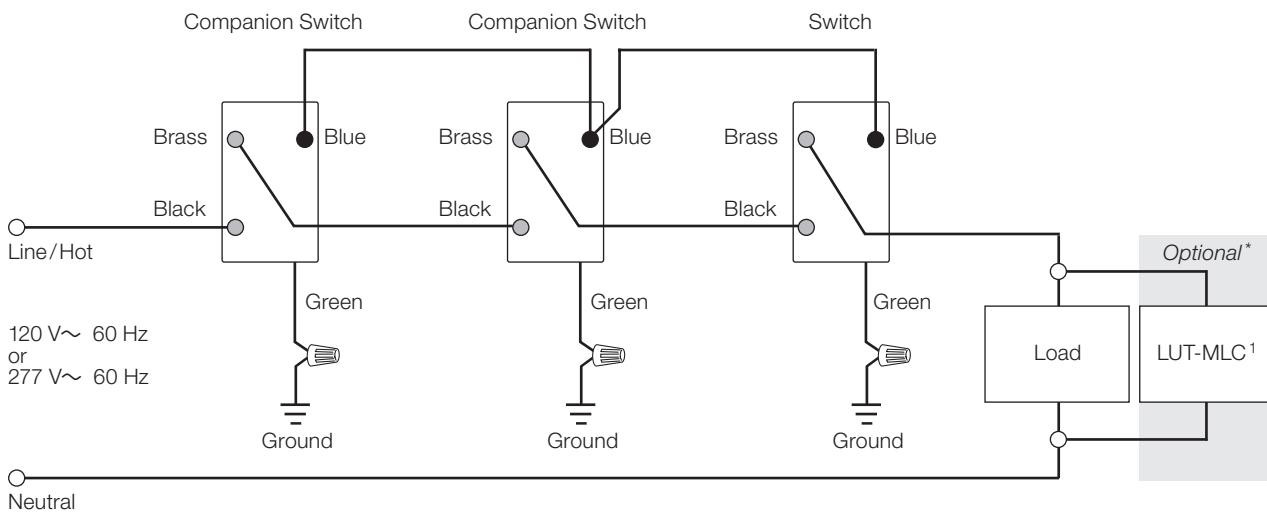 Companion Switch
Companion Switch
Switch
Brass
Blue
Brass
Blue
Brass
Blue
Black
Black
Black
Line/Hot
Optional*
Green
Green
Green
120 V~ 60 Hz
or
277 V~ 60 Hz
Load
LUT-MLC¹
Ground
Ground
Ground
Neutral